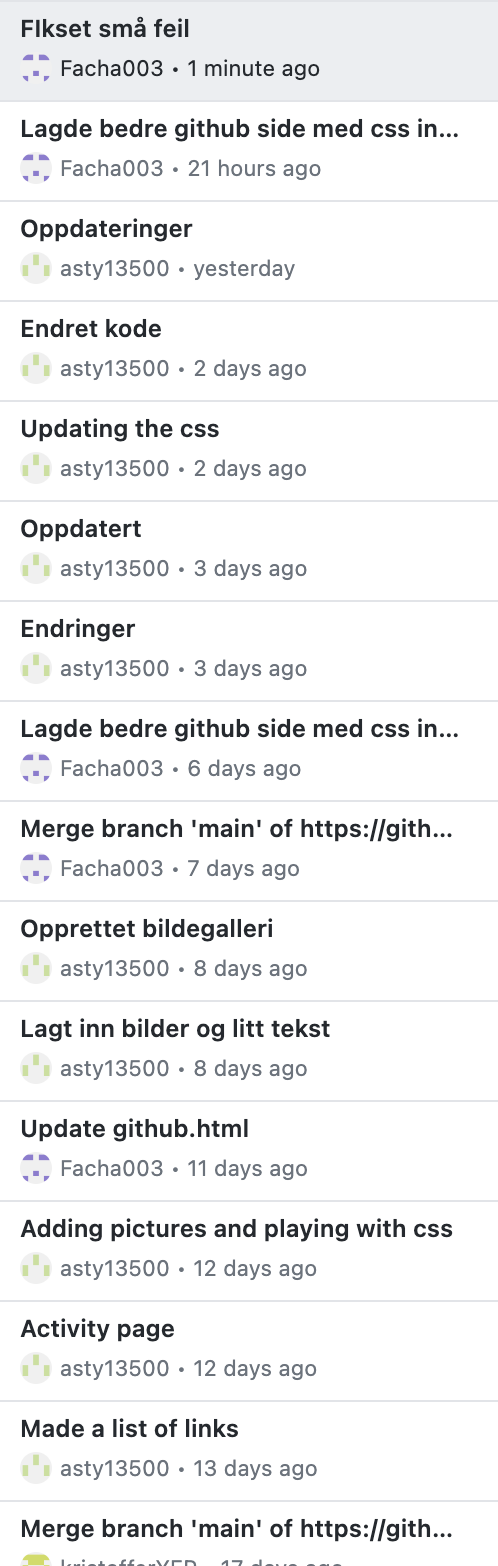 FIkset små feil
Facha003 • 1 minute ago
Lagde bedre github side med css in...
Facha003 • 21 hours ago
Oppdateringer
asty13500 • yesterday
Endret kode
asty13500 • 2 days ago
Updating the css
asty13500 • 2 days ago
Oppdatert
asty13500 • 3 days ago
Endringer
asty13500 • 3 days ago
Lagde bedre github side med css in...
Facha003 • 6 days ago
Merge branch 'main' of https://gith...
Facha003 • 7 days ago
Opprettet bildegalleri
asty13500 • 8 days ago
Lagt inn bilder og litt tekst
asty13500 • 8 days ago
Update github.html
Facha003 • 11 days ago
Adding pictures and playing with css
asty13500 • 12 days ago
Activity page
asty13500 • 12 days ago
Made a list of links
asty13500 • 13 days ago
Merge branch 'main' of https://gith...
17 days ago